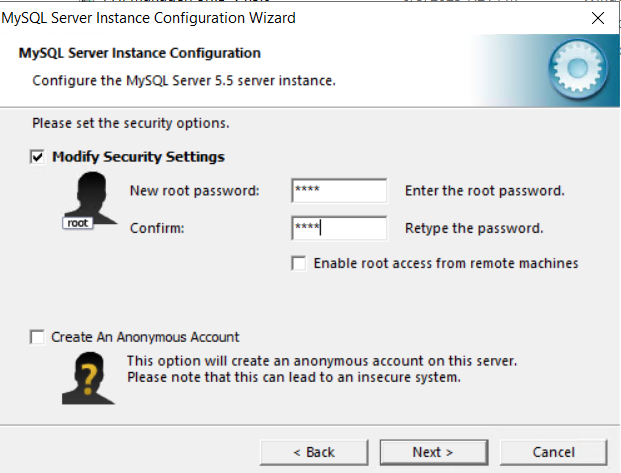 MySQL Server Instance Configuration Wizard
MySQL Server Instance Configuration
Configure the MySQL Server 5.5 server instance.
Please set the security options.
Modify Security Settings
New root password: **** Enter the root password.
root
Confirm: **** Retype the password.
Enable root access from remote machines
Create An Anonymous Account
This option will create an anonymous account on this server.
Please note that this can lead to an insecure system.
< Back Next > Cancel